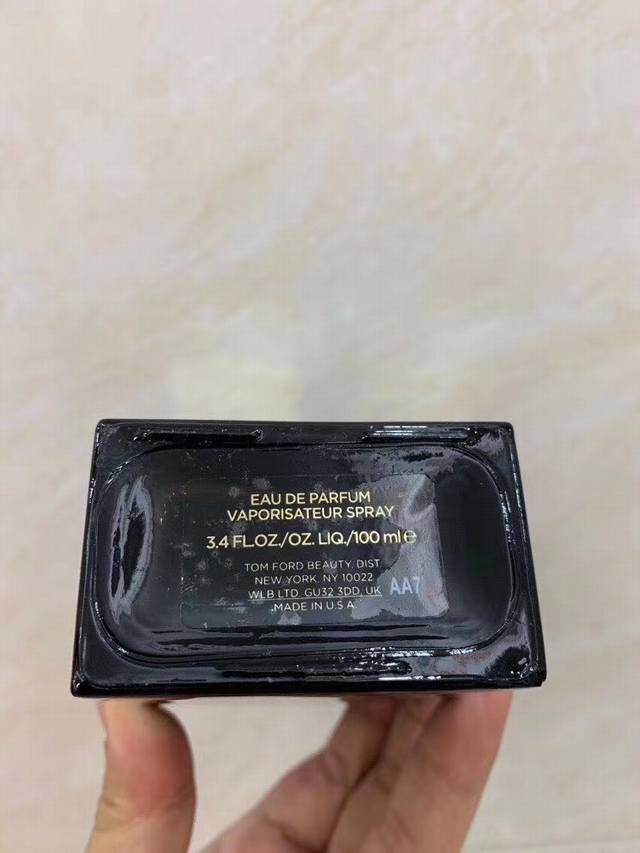 EAU DE PARFUM
VAPORISATEUR SPRAY
3.4 FL.OZ./OZ. LIQ./100 ml e
TOM FORD BEAUTY, DIST.
NEW YORK, NY 10022
WLB LTD GU32 3DD, UK
MADE IN U.S.A
AA7